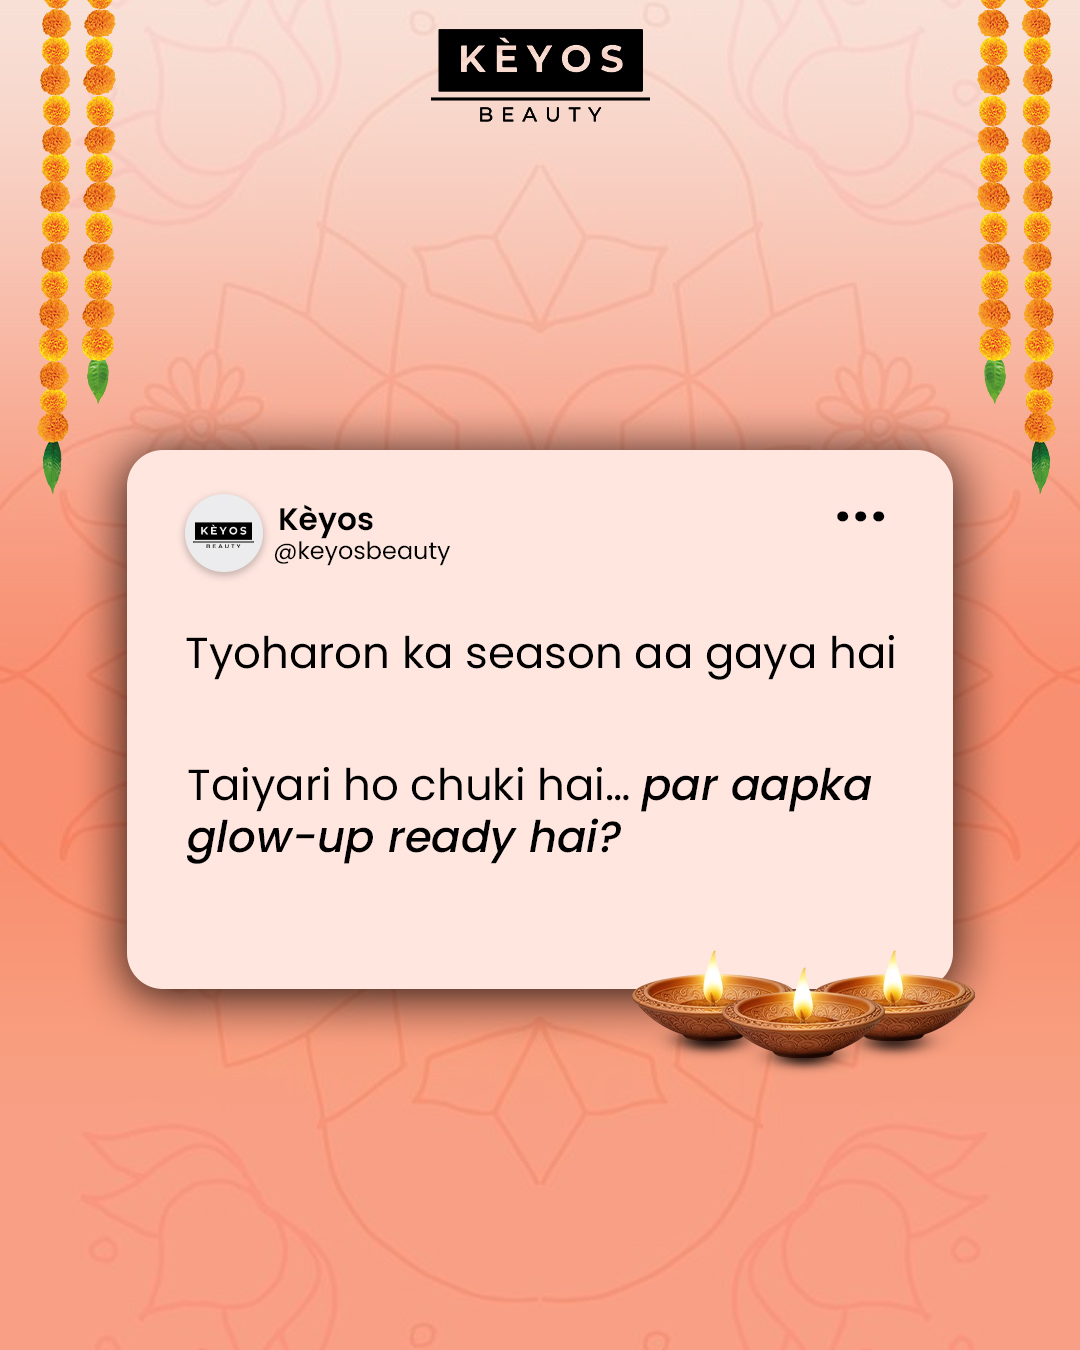 KÈYOS
BEAUTY
KÈYOS
BEAUTY
Kèyos
@keyosbeauty
Tyoharon ka season aa gaya hai
Taiyari ho chuki hai... par aapka
glow-up ready hai?